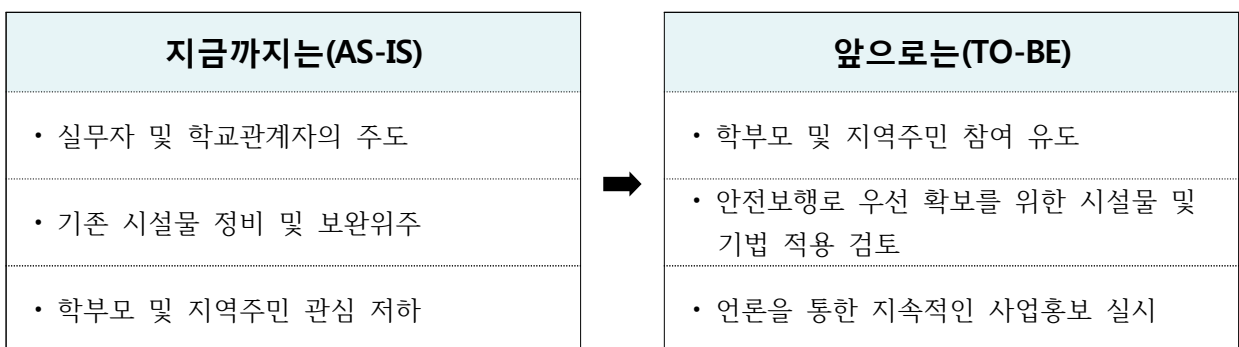 지금까지는(AS-IS)
• 실무자 및 학교관계자의 주도
• 기존 시설물 정비 및 보완위주
• 학부모 및 지역주민 관심 저하
앞으로는(TO-BE)
• 학부모 및 지역주민 참여 유도
• 안전보행로 우선 확보를 위한 시설물 및
기법 적용 검토
• 언론을 통한 지속적인 사업홍보 실시